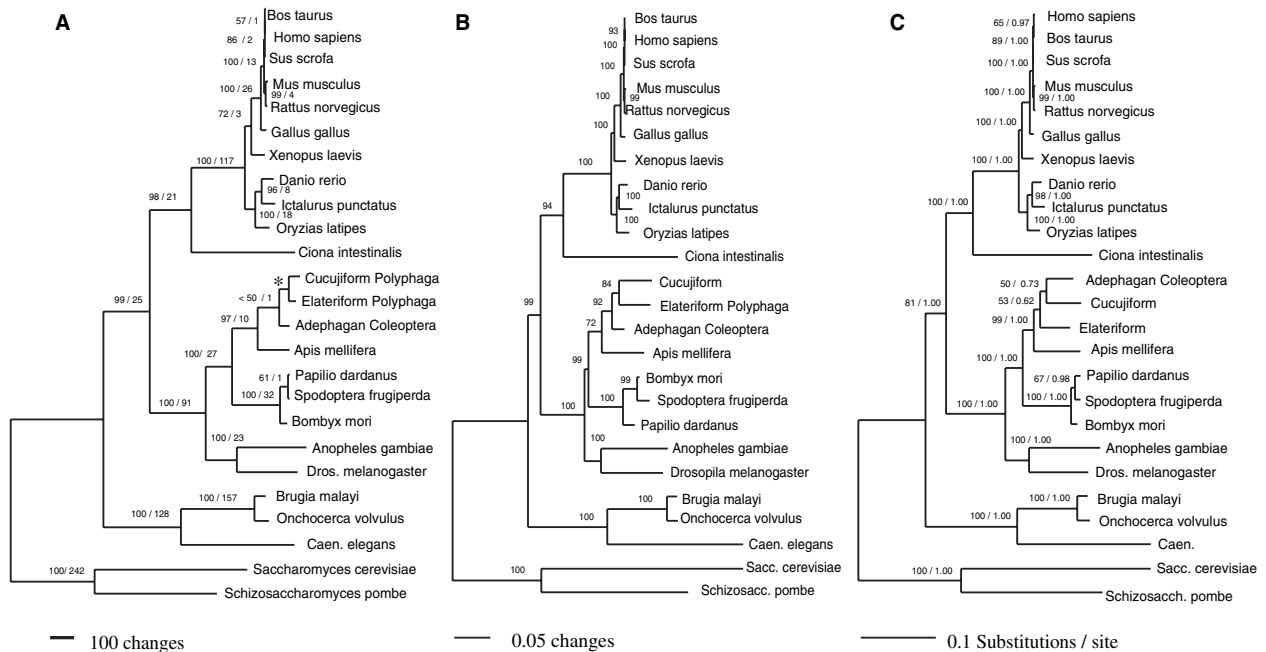 A
57 / 1
Bos taurus
86 / 2
Homo sapiens
100 / 13
Sus scrofa
100 / 26
Mus musculus
99 / 4
72 / 3
Rattus norvegicus
Gallus gallus
100 / 117
Xenopus laevis
98 / 21
Danio rerio
96 / 8
Ictalurus punctatus
100 / 18
Oryzias latipes
Ciona intestinalis
*
Cucujiform Polyphaga
99 / 25
< 50 / 1
Elateriform Polyphaga
97 / 10
Adephagan Coleoptera
100/ 27
Apis mellifera
61 / 1
Papilio dardanus
100 / 32
Spodoptera frugiperda
100 / 91
Bombyx mori
100 / 23
Anopheles gambiae
Dros. melanogaster
100 / 157
Brugia malayi
100 / 128
Onchocerca volvulus
Caen. elegans
100/ 242
Saccharomyces cerevisiae
Schizosaccharomyces pombe
100 changes
B
Bos taurus
93
Homo sapiens
100
Sus scrofa
100
Mus musculus
100
99
Rattus norvegicus
100
Gallus gallus
100
Xenopus laevis
Danio rerio
100
Ictalurus punctatus
94
100
Oryzias latipes
Ciona intestinalis
84
Cucujiform
99
92
Elateriform Polyphaga
72
Adephagan Coleoptera
99
Apis mellifera
99
Bombyx mori
100
Spodoptera frugiperda
100
Papilio dardanus
100
Anopheles gambiae
Drosopila melanogaster
100
Brugia malayi
100
Onchocerca volvulus
Caen. elegans
100
Sacc. cerevisiae
Schizosacc. pombe
0.05 changes
C
65 / 0.97
Homo sapiens
89 / 1.00
Bos taurus
100 / 1.00
Sus scrofa
100 / 1.00
Mus musculus
99 / 1.00
Rattus norvegicus
100 / 1.00
Gallus gallus
100 / 1.00
Xenopus laevis
Danio rerio
98 / 1.00
100 / 1.00
Ictalurus punctatus
100 / 1.00
Oryzias latipes
Ciona intestinalis
50 / 0.73
Adephagan Coleoptera
81 / 1.00
53 / 0.62
Cucujiform
99 / 1.00
Elateriform
100 / 1.00
Apis mellifera
67 / 0.98
Papilio dardanus
100 / 1.00
Spodoptera frugiperda
100 / 1.00
Bombyx mori
100 / 1.00
Anopheles gambiae
Dros. melanogaster
100 / 1.00
Brugia malayi
100 / 1.00
Onchocerca volvulus
Caen.
100 / 1.00
Sacc. cerevisiae
Schizosacch. pombe
0.1 Substitutions / site